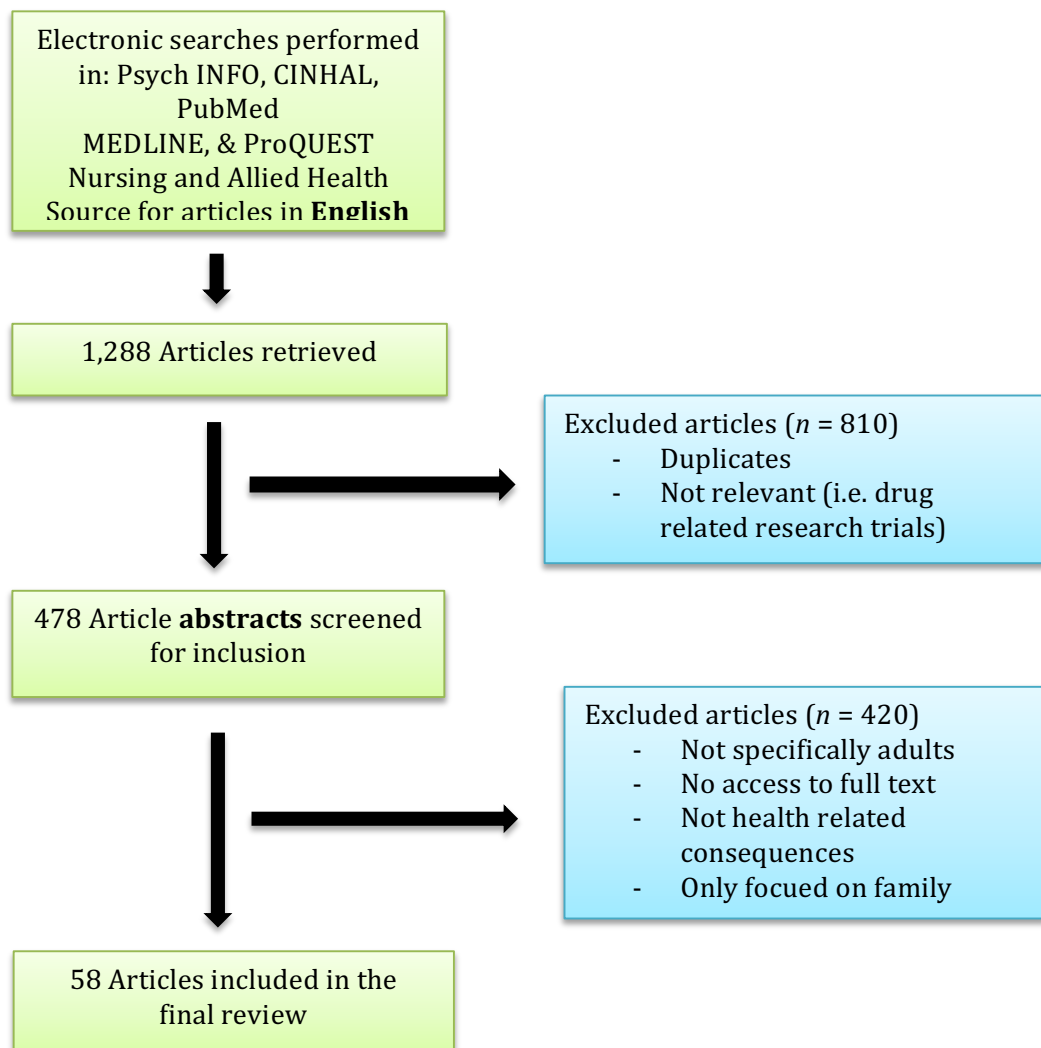 Electronic searches performed
in: Psych INFO, CINHAL,
PubMed
MEDLINE, & ProQUEST
Nursing and Allied Health
Source for articles in English
1,288 Articles retrieved
Excluded articles (n = 810)
- Duplicates
- Not relevant (i.e. drug
related research trials)
478 Article abstracts screened
for inclusion
Excluded articles (n = 420)
- Not specifically adults
- No access to full text
- Not health related
consequences
- Only focued on family
58 Articles included in the
final review